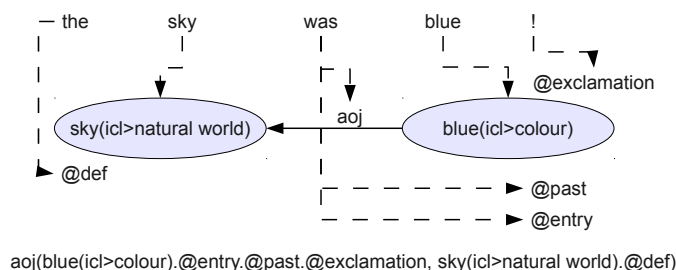 the sky was blue !
@exclamation
aoj
sky(icl>natural world) blue(icl>colour)
@def
@past
@entry
aoj(blue(icl>colour).@entry.@past.@exclamation, sky(icl>natural world).@def)